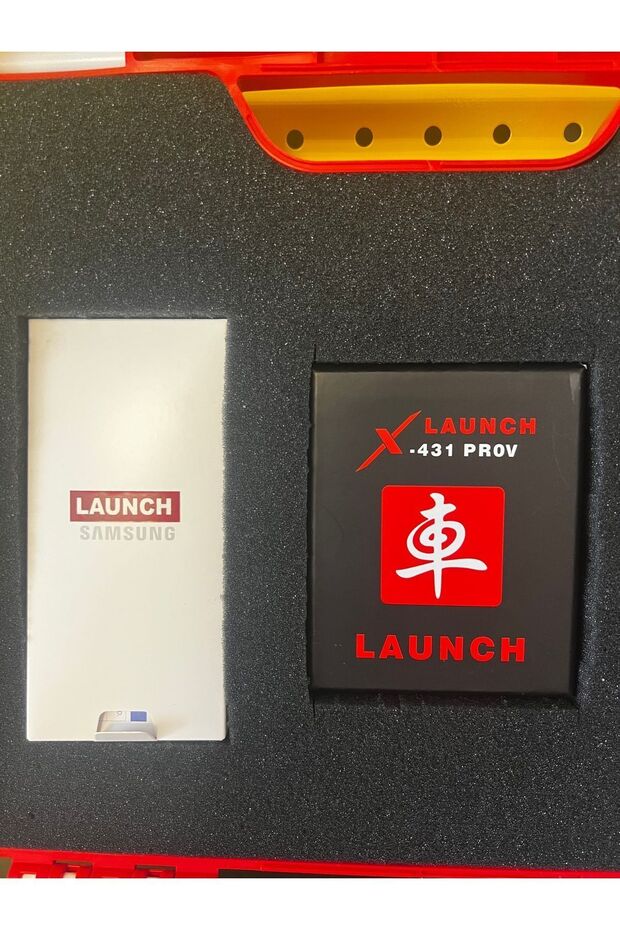 LAUNCH
SAMSUNG
X LAUNCH
-431 PROV
車
LAUNCH